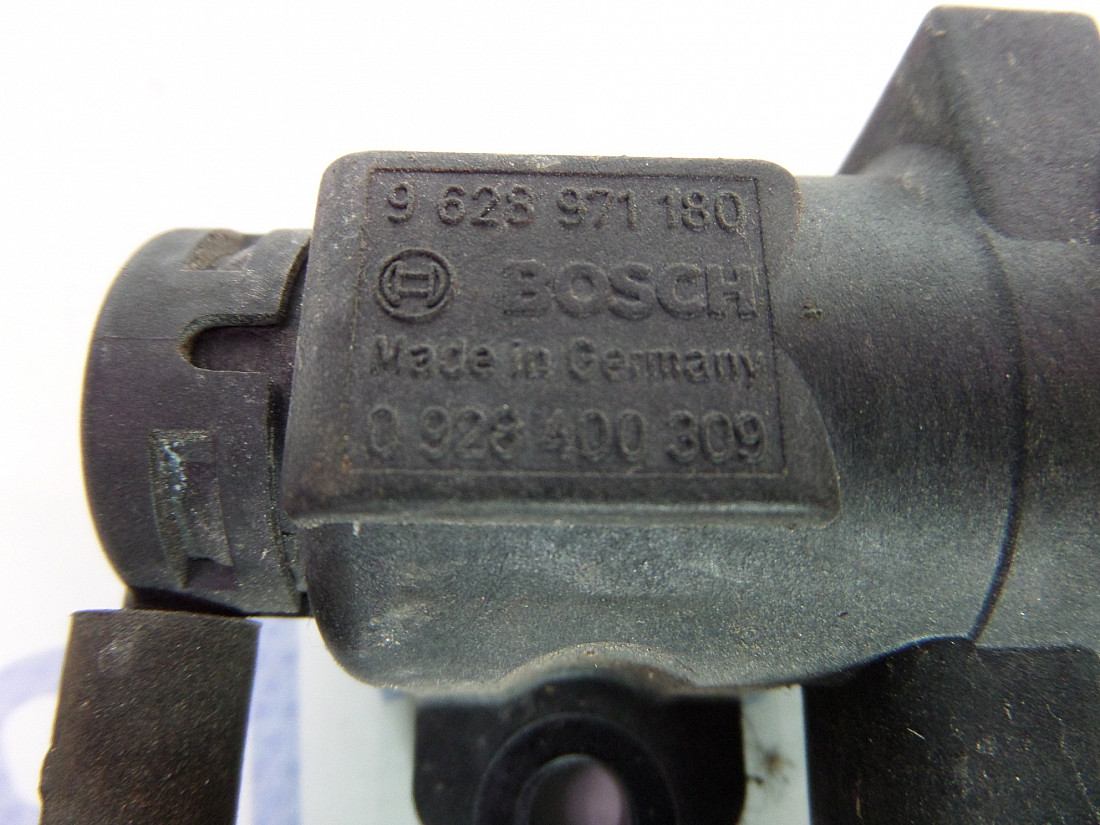 9 628 971 180
BOSCH
Made in Germany
0 928 400 309